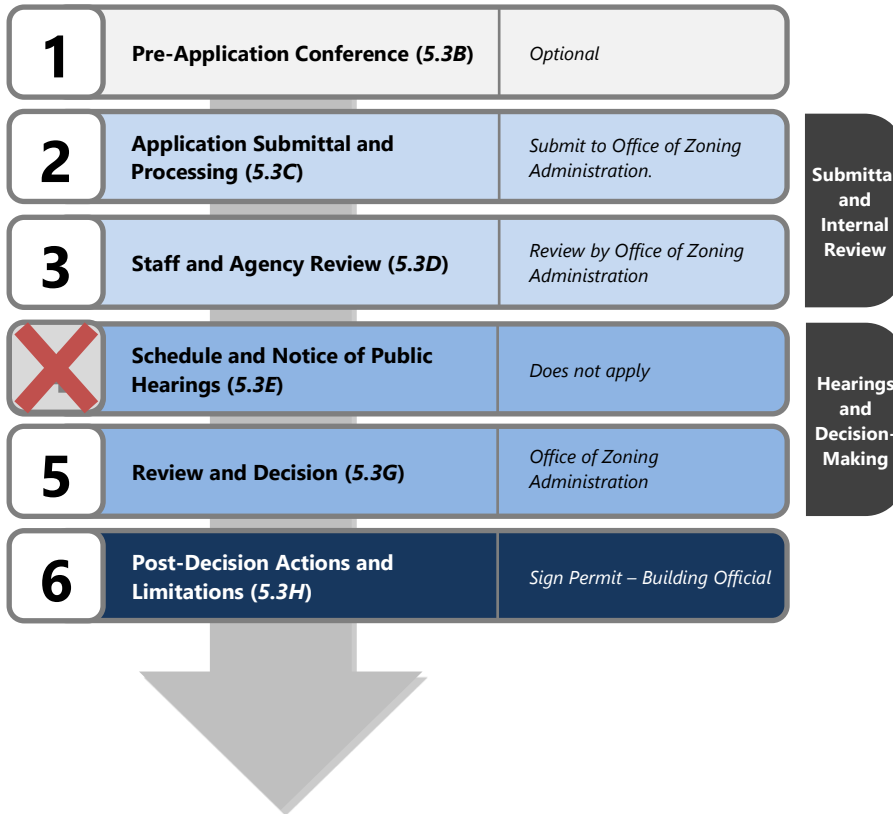 1
Pre-Application Conference (5.3B)
Optional
2
Application Submittal and
Processing (5.3C)
Submit to Office of Zoning
Administration.
3
Staff and Agency Review (5.3D)
Review by Office of Zoning
Administration
Submitta
and
Internal
Review
Schedule and Notice of Public
Hearings (5.3E)
Does not apply
5
Review and Decision (5.3G)
Office of Zoning
Administration
Hearings
and
Decision-
Making
6
Post-Decision Actions and
Limitations (5.3H)
Sign Permit – Building Official